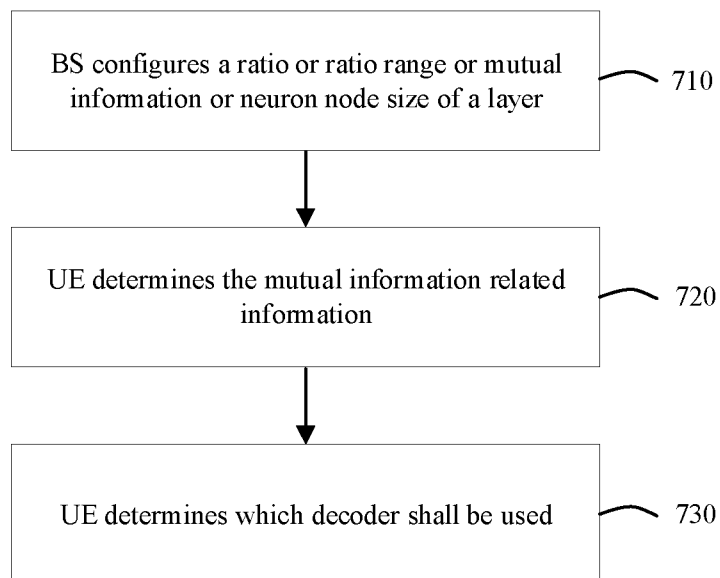 BS configures a ratio or ratio range or mutual
information or neuron node size of a layer
710
UE determines the mutual information related
information
720
UE determines which decoder shall be used
730